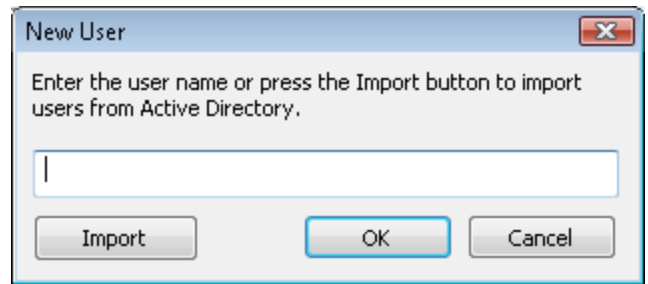 New User
Enter the user name or press the Import button to import
users from Active Directory.
Import OK Cancel